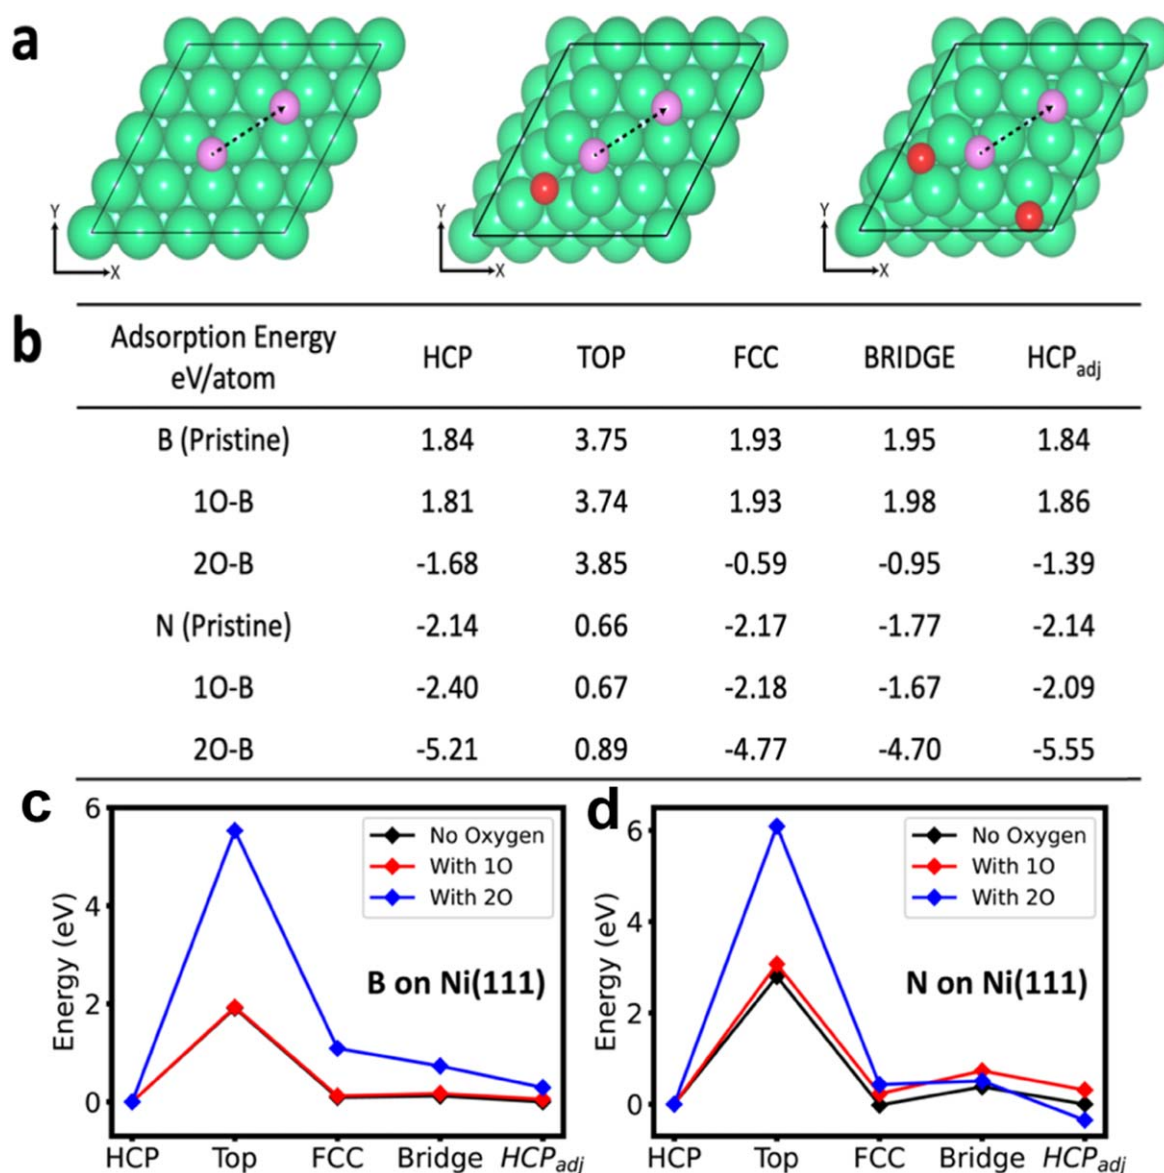 a
Y
X
Y
X
Y
X
b
Adsorption Energy
eV/atom
HCP TOP FCC BRIDGE HCPadj
B (Pristine) 1.84 3.75 1.93 1.95 1.84
1O-B 1.81 3.74 1.93 1.98 1.86
2O-B -1.68 3.85 -0.59 -0.95 -1.39
N (Pristine) -2.14 0.66 -2.17 -1.77 -2.14
1O-B -2.40 0.67 -2.18 -1.67 -2.09
2O-B -5.21 0.89 -4.77 -4.70 -5.55
c
6
4
2
0
Energy (eV)
No Oxygen
With 1O
With 2O
B on Ni(111)
HCP Top FCC Bridge HCPadj
d
6
4
2
0
Energy (eV)
No Oxygen
With 1O
With 2O
N on Ni(111)
HCP Top FCC Bridge HCPadj